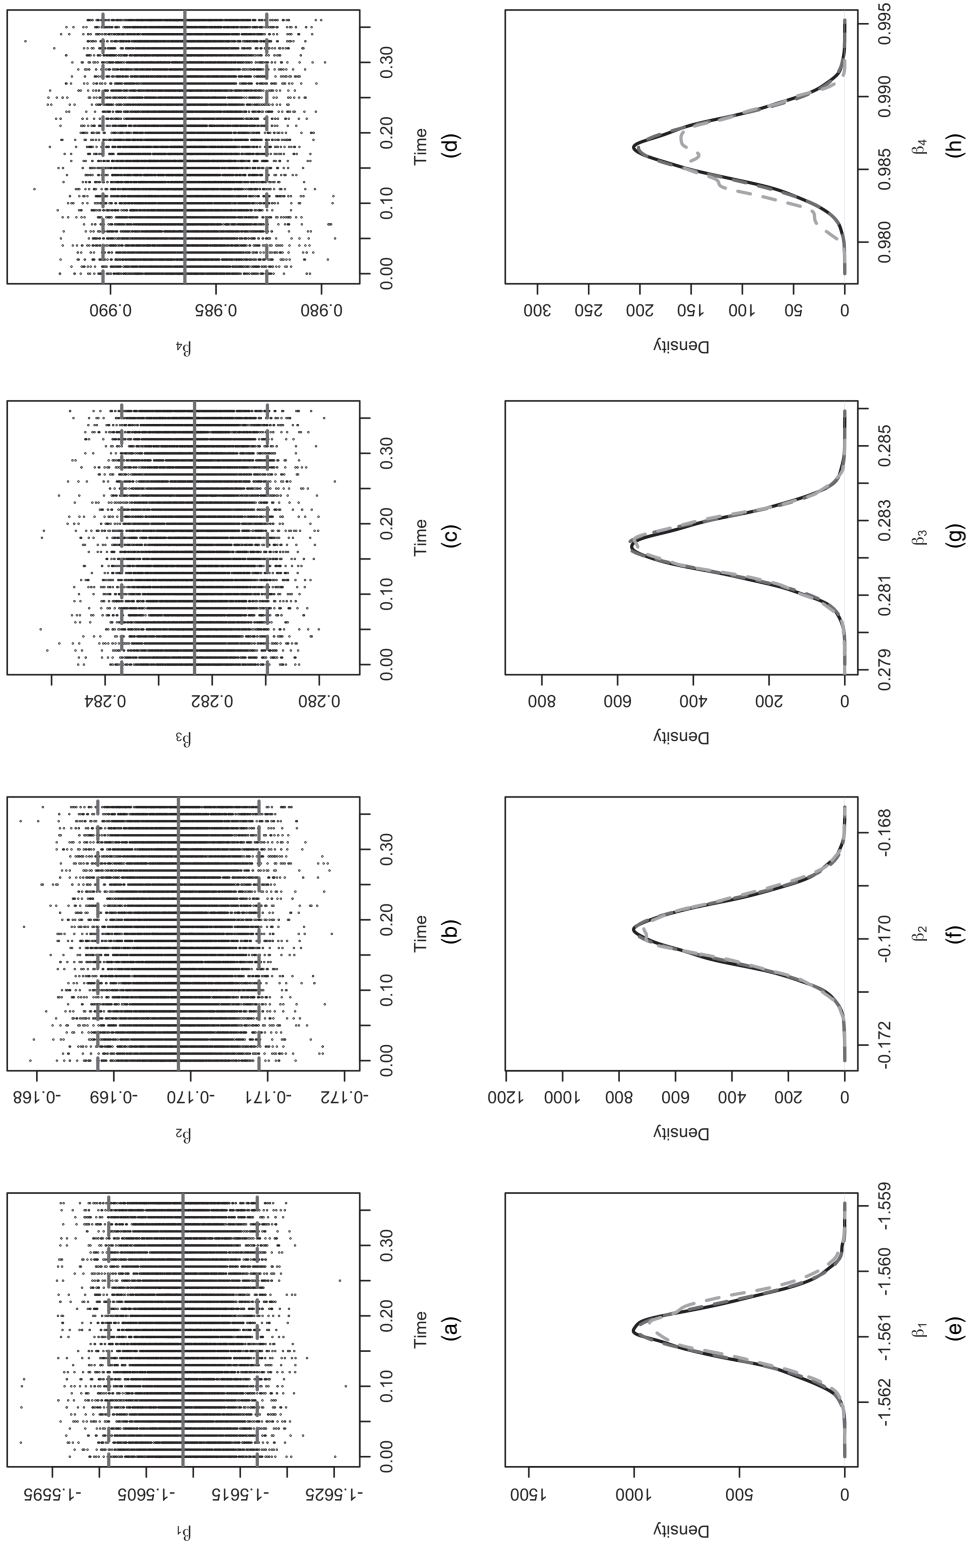 β1
-1.5595 -1.5605 -1.5615 -1.5625
0.00 0.10 0.20 0.30
Time
(a)
β2
-0.168 -0.169 -0.170 -0.171 -0.172
0.00 0.10 0.20 0.30
Time
(b)
β3
0.284 0.282 0.280
0.00 0.10 0.20 0.30
Time
(c)
β4
0.990 0.985 0.980
0.00 0.10 0.20 0.30
Time
(d)
Density
1500 1000 500 0
-1.562 -1.561 -1.560 -1.559
β1
(e)
Density
1200 1000 800 600 400 200 0
-0.172 -0.170 -0.168
β2
(f)
Density
800 600 400 200 0
0.279 0.281 0.283 0.285
β3
(g)
Density
300 250 200 150 100 50 0
0.980 0.985 0.990 0.995
β4
(h)